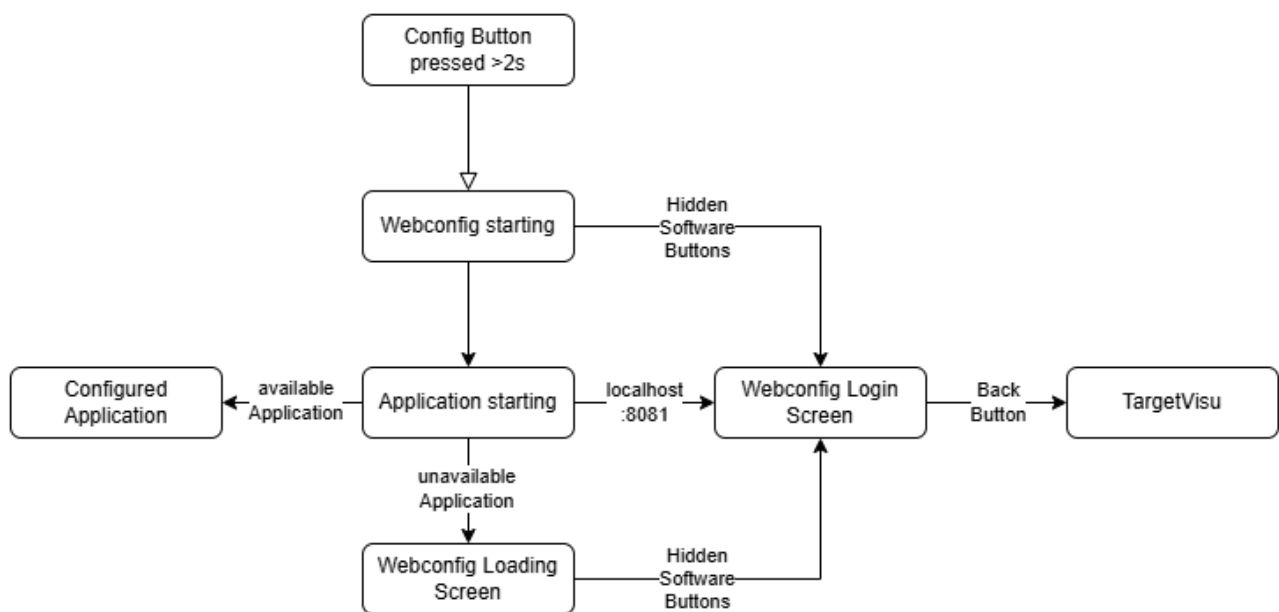 Config Button
pressed >2s
Webconfig starting
Hidden
Software
Buttons
Configured
Application
available
Application
Application starting
localhost
:8081
Webconfig Login
Screen
Back
Button
TargetVisu
unavailable
Application
Webconfig Loading
Screen
Hidden
Software
Buttons